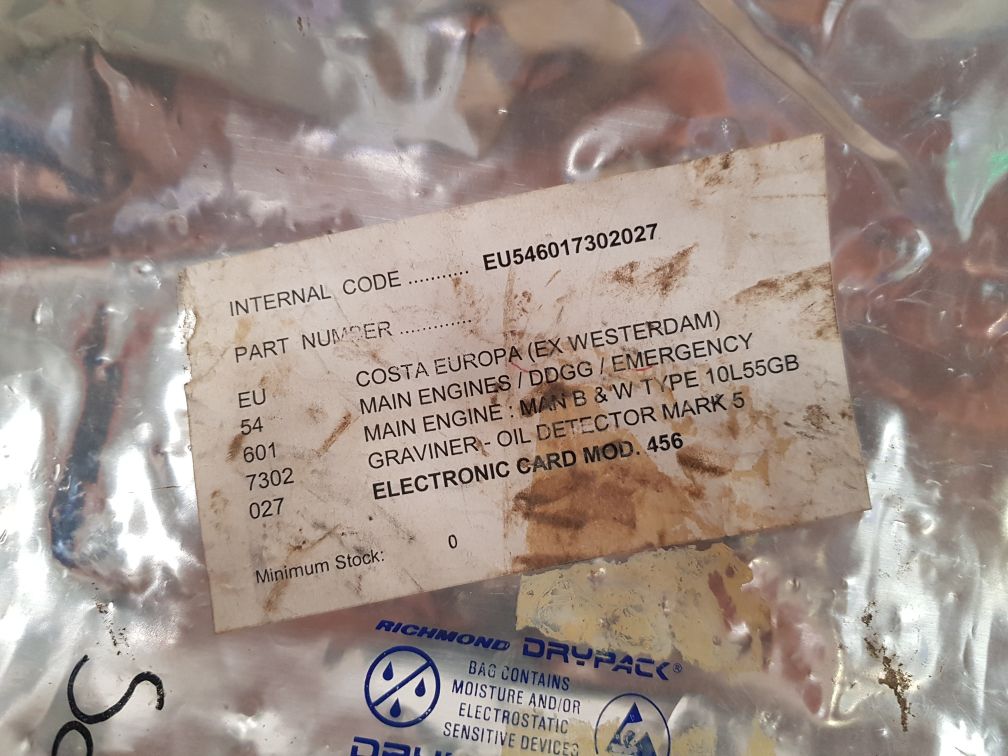 INTERNAL CODE .......... EU546017302027
PART NUMBER ............
EU COSTA EUROPA (EX WESTERDAM)
54 MAIN ENGINES / DDGG / EMERGENCY
601 MAIN ENGINE : MAN B & W TYPE 10L55GB
7302 GRAVINER - OIL DETECTOR MARK 5
027 ELECTRONIC CARD MOD. 456
Minimum Stock: 0
RICHMOND DRYPACK®
BAG CONTAINS
MOISTURE AND/OR
ELECTROSTATIC
SENSITIVE DEVICES